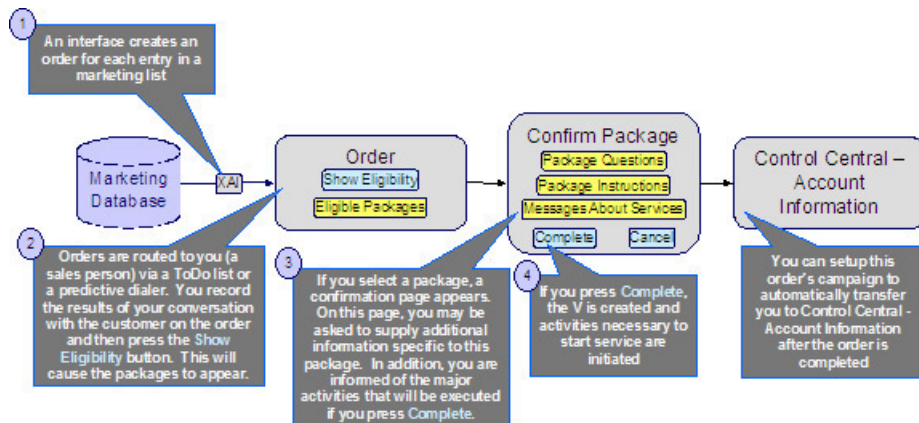 1
An interface creates an
order for each entry in a
marketing list
Marketing
Database
XAI
Order
Show Eligibility
Eligible Packages
Confirm Package
Package Questions
Package Instructions
Messages About Services
Complete
Cancel
Control Central –
Account
Information
2
Orders are routed to you (a
sales person) via a ToDo list or
a predictive dialer. You record
the results of your conversation
with the customer on the order
and then press the Show
Eligibility button. This will
cause the packages to appear.
3
If you select a package, a
confirmation page appears.
On this page, you may be
asked to supply additional
information specific to this
package. In addition, you are
informed of the major
activities that will be executed
if you press Complete.
4
If you press Complete,
the V is created and
activities necessary to
start service are
initiated
You can setup this
order's campaign to
automatically transfer
you to Control Central -
Account Information
after the order is
completed